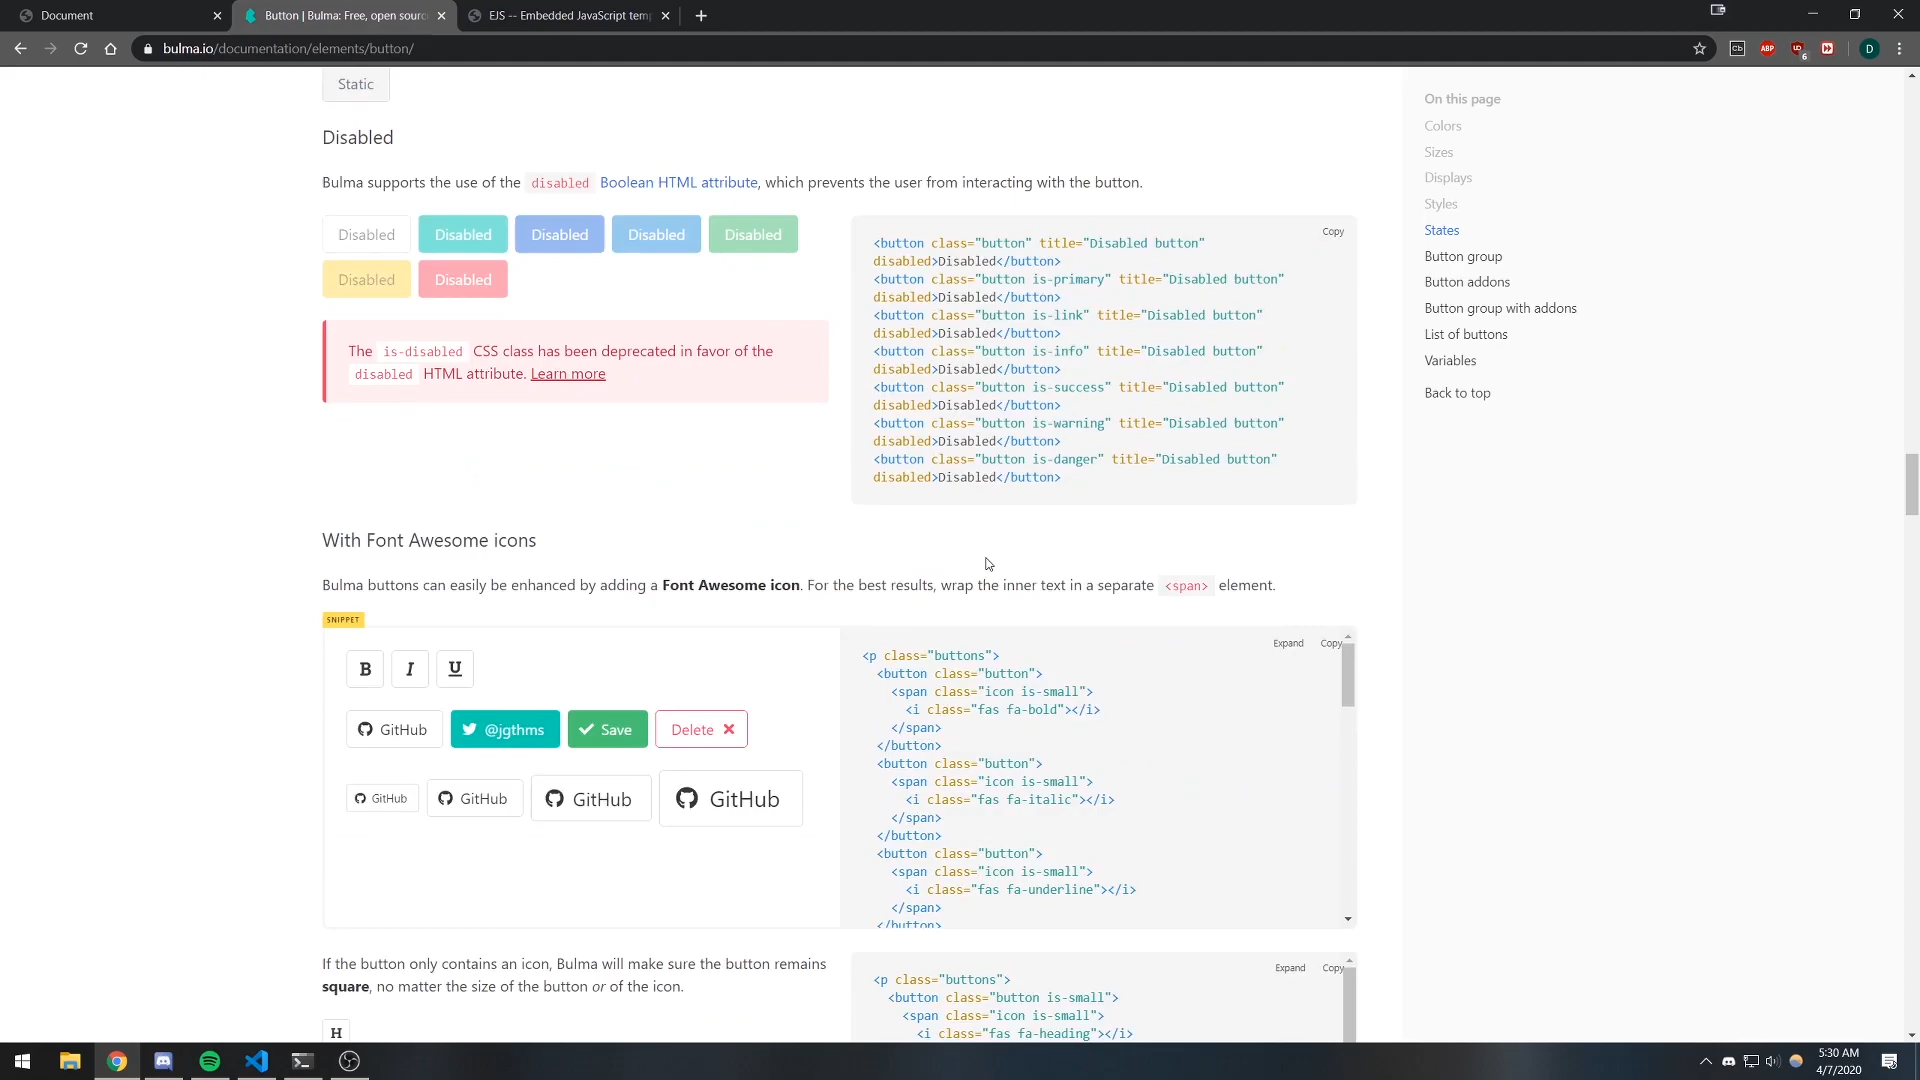 Document
Button | Bulma: Free, open sourc
EJS -- Embedded JavaScript temp
bulma.io/documentation/elements/button/
Cb
ABP
6
D
Static
On this page
Colors
Sizes
Displays
Styles
States
Button group
Button addons
Button group with addons
List of buttons
Variables
Back to top
Disabled
Bulma supports the use of the disabled Boolean HTML attribute, which prevents the user from interacting with the button.
Disabled Disabled Disabled Disabled Disabled
Disabled Disabled
The is-disabled CSS class has been deprecated in favor of the
disabled HTML attribute. Learn more
Copy
<button class="button" title="Disabled button"
disabled>Disabled</button>
<button class="button is-primary" title="Disabled button"
disabled>Disabled</button>
<button class="button is-link" title="Disabled button"
disabled>Disabled</button>
<button class="button is-info" title="Disabled button"
disabled>Disabled</button>
<button class="button is-success" title="Disabled button"
disabled>Disabled</button>
<button class="button is-warning" title="Disabled button"
disabled>Disabled</button>
<button class="button is-danger" title="Disabled button"
disabled>Disabled</button>
With Font Awesome icons
Bulma buttons can easily be enhanced by adding a Font Awesome icon. For the best results, wrap the inner text in a separate <span> element.
SNIPPET
B I U
GitHub @jgthms Save Delete
GitHub GitHub GitHub GitHub
Expand Copy
<p class="buttons">
<button class="button">
<span class="icon is-small">
<i class="fas fa-bold"></i>
</span>
</button>
<button class="button">
<span class="icon is-small">
<i class="fas fa-italic"></i>
</span>
</button>
<button class="button">
<span class="icon is-small">
<i class="fas fa-underline"></i>
</span>
</button>
If the button only contains an icon, Bulma will make sure the button remains
square, no matter the size of the button or of the icon.
H
Expand Copy
<p class="buttons">
<button class="button is-small">
<span class="icon is-small">
<i class="fas fa-heading"></i>
5:30 AM
4/7/2020